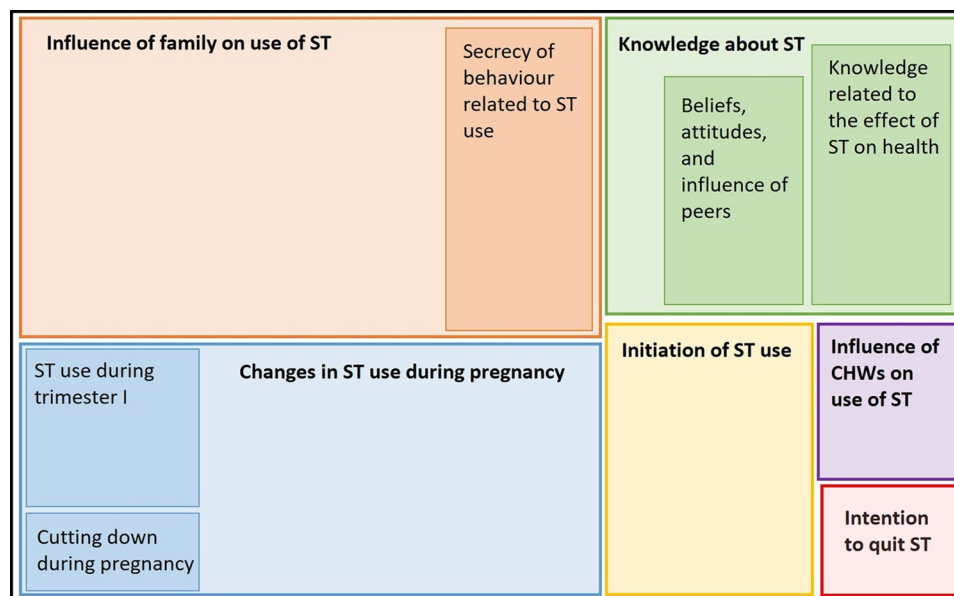 Influence of family on use of ST
Secrecy of
behaviour
related to ST
use
Knowledge about ST
Beliefs,
attitudes,
and
influence of
peers
Knowledge
related to
the effect of
ST on health
ST use during
trimester I
Cutting down
during pregnancy
Changes in ST use during pregnancy
Initiation of ST use
Influence of
CHWs on
use of ST
Intention
to quit ST